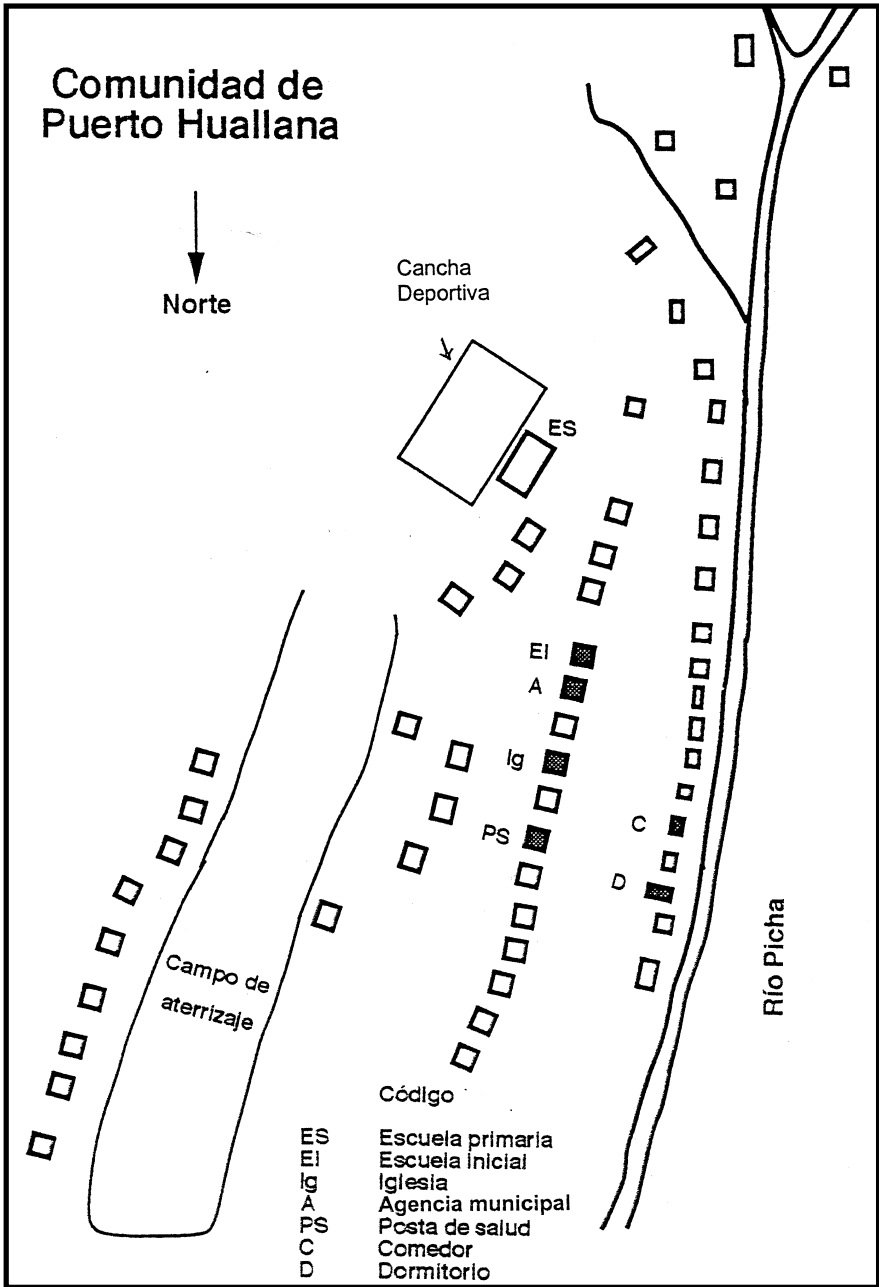 Comunidad de
Puerto Huallana
Norte
Cancha
Deportiva
ES
EI
A
Ig
PS
C
D
Río Picha
Campo de
aterrizaje
Código
ES Escuela primaria
EI Escuela inicial
Ig Iglesia
A Agencia municipal
PS Posta de salud
C Comedor
D Dormitorio